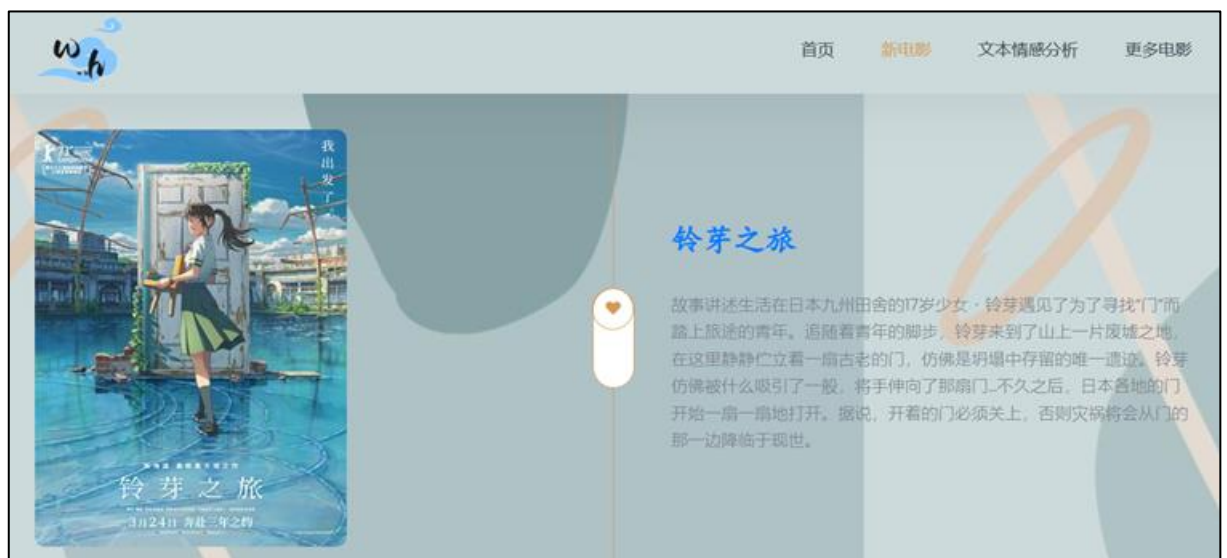 wh
首页
新电影
文本情感分析
更多电影
我出发了
铃芽之旅
故事讲述生活在日本九州田舍的17岁少女・铃芽遇见了为了寻找“门”而
踏上旅途的青年。追随着青年的脚步，铃芽来到了山上一片废墟之地，
在这里静静伫立着一扇古老的门，仿佛是坍塌中存留的唯一遗迹。铃芽
仿佛被什么吸引了一般，将手伸向了那扇门...不久之后，日本各地的门
开始一扇一扇地打开。据说，开着的门必须关上，否则灾祸将会从门的
那一边降临于现世。
铃芽之旅
3月24日 奔赴三年之约